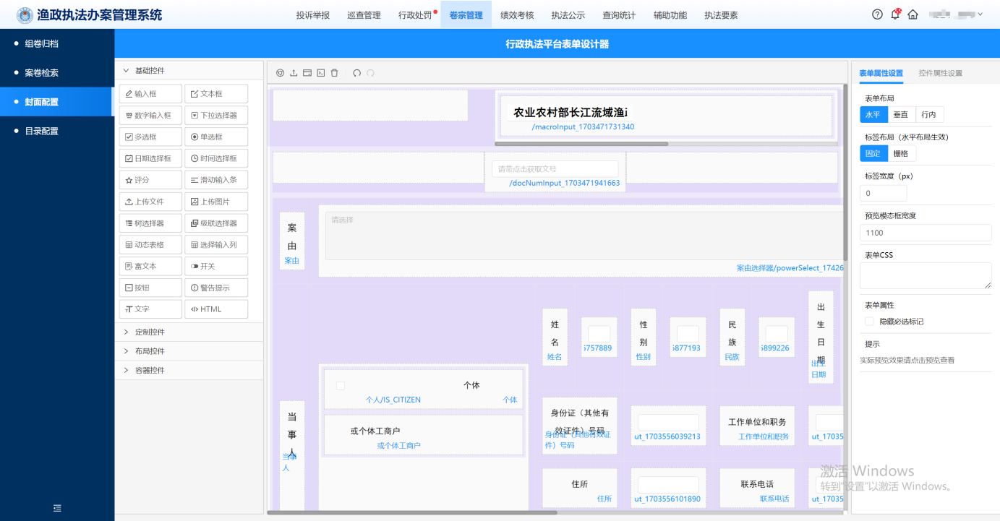 渔政执法办案管理系统
投诉举报 巡查管理 行政处罚 卷宗管理 绩效考核 执法公示 查询统计 辅助功能 执法要素
组卷归档
案卷检索
封面配置
目录配置
行政执法平台表单设计器
基础控件
输入框 文本框
数字输入框 下拉选择器
多选框 单选框
日期选择框 时间选择框
评分 滑动输入条
上传文件 上传图片
树选择器 级联选择器
动态表格 选择输入列
富文本 开关
按钮 警告提示
文字 HTML
定制控件
布局控件
容器控件
农业农村部长江流域渔
/macroInput_1703471731340
请带点击获取文号
/docNumInput_1703471941663
案
由
案由
请选择
案由选择器/powerSelect_17426
当
事
人
当事
人
个体
个人/IS_CITIZEN 个体
或个体工商户
或个体工商户
姓
名
姓名
5757889
性
别
性别
5877193
民
族
民族
5899226
出
生
日
期
出生
日期
身份证（其他有
效证件）号码
身份证（其他有效证
件）号码
ut_1703556039213
工作单位和职务
工作单位和职务
ut_17035
住所
住所
ut_1703556101890
联系电话
联系电话
ut_17035
表单属性设置 控件属性设置
表单布局
水平 垂直 行内
标签布局（水平布局生效）
固定 栅格
标签宽度（px）
0
预览模态框宽度
1100
表单CSS
表单属性
隐藏必选标记
提示
实际预览效果请点击预览查看
激活 Windows
转到"设置"以激活 Windows。